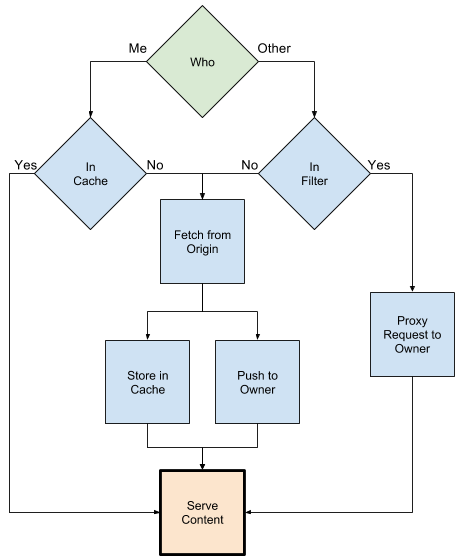 Who
Me
Other
In
Cache
In
Filter
Yes
No
No
Yes
Fetch from
Origin
Proxy
Request to
Owner
Store in
Cache
Push to
Owner
Serve
Content